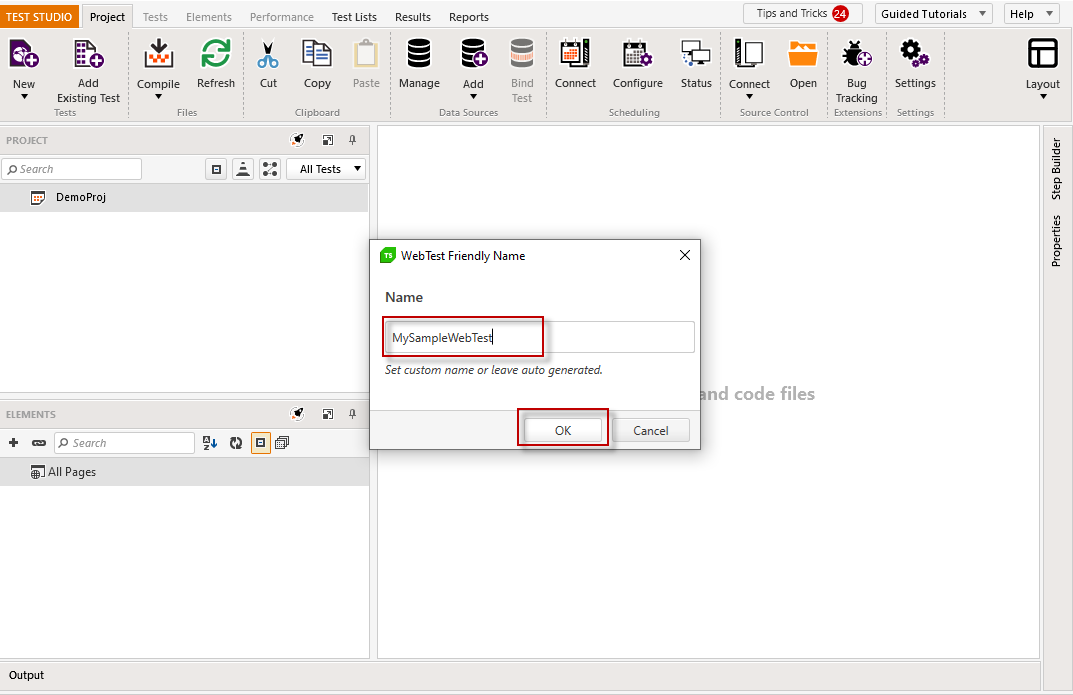 TEST STUDIO Project Tests Elements Performance Test Lists Results Reports Tips and Tricks 24 Guided Tutorials Help
New Add Existing Test Compile Refresh Cut Copy Paste Manage Add Bind Test Connect Configure Status Connect Open Bug Tracking Settings Layout
Tests Files Clipboard Data Sources Scheduling Source Control Extensions Settings
PROJECT
Search All Tests
DemoProj
Step Builder
Properties
TS WebTest Friendly Name
Name
MySampleWebTest
Set custom name or leave auto generated.
and code files
OK Cancel
ELEMENTS
Search
All Pages
Output